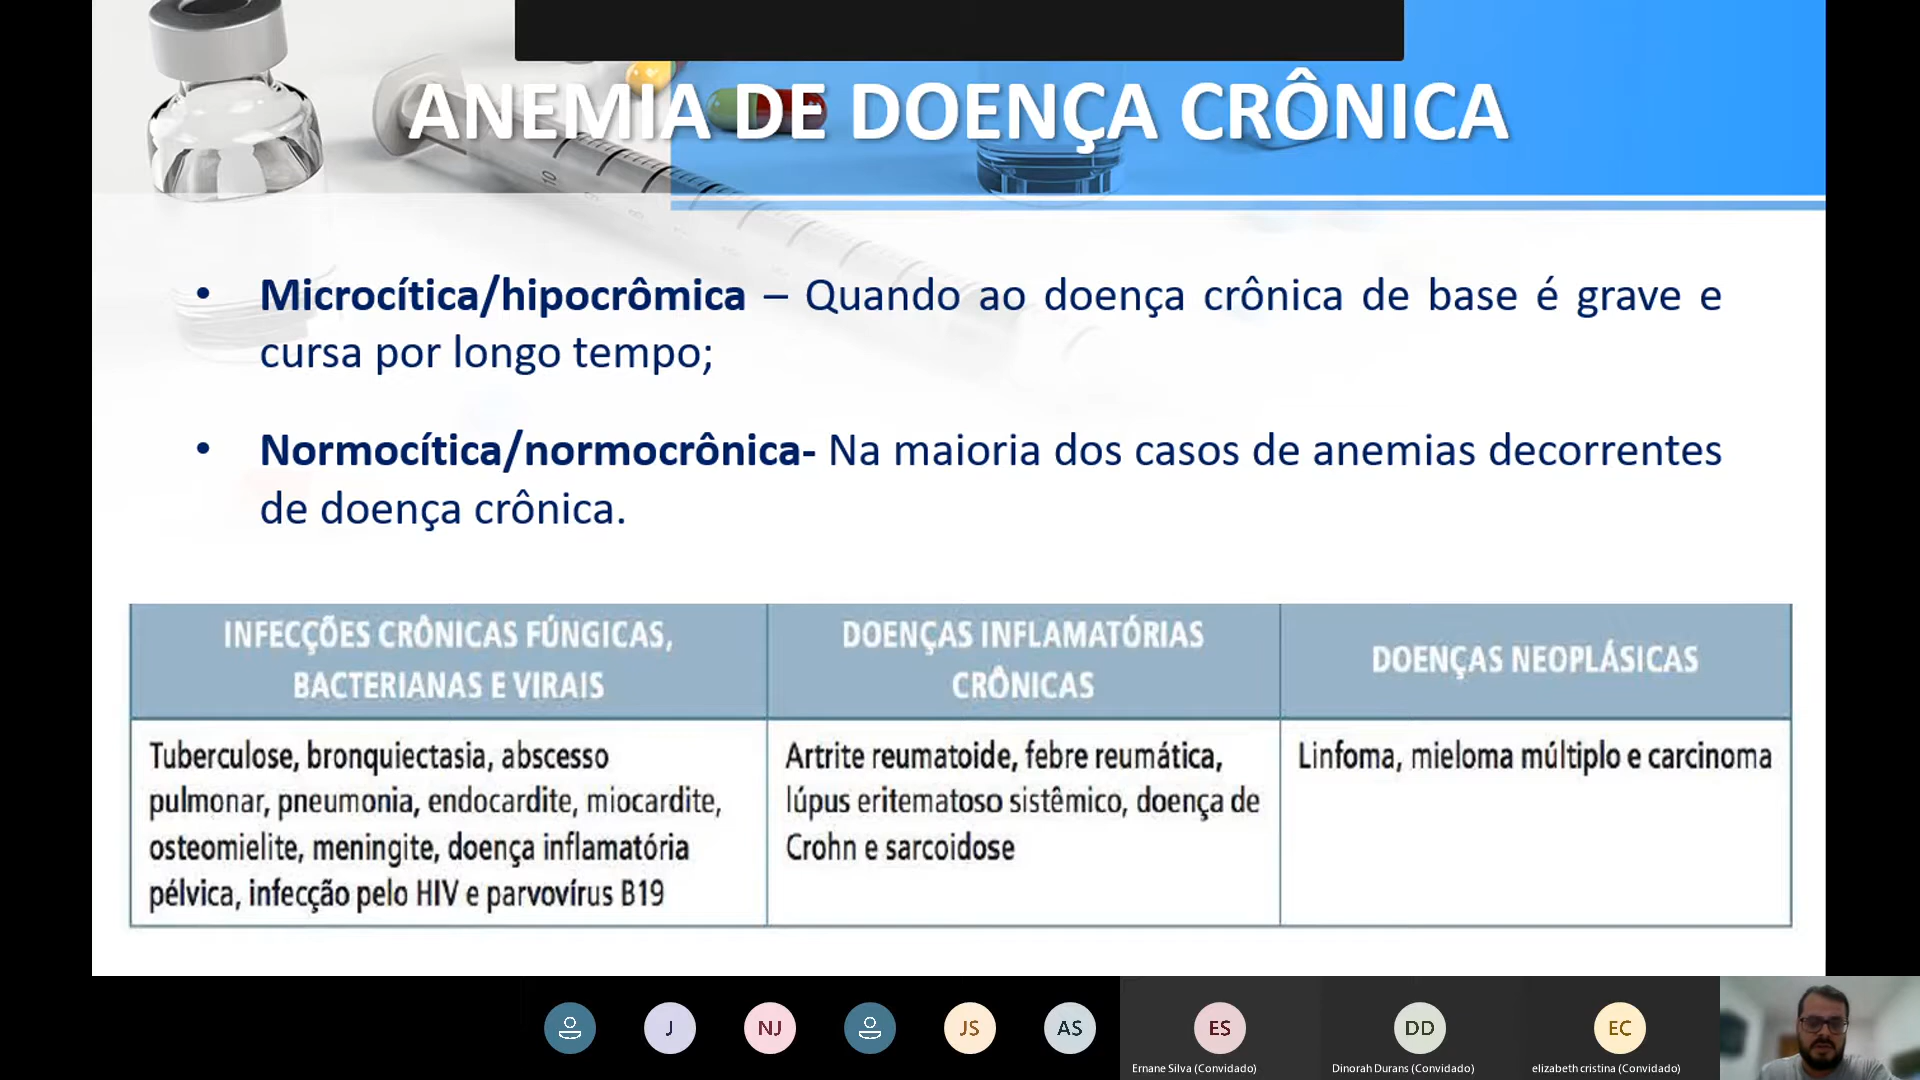 ANEMIA DE DOENÇA CRÔNICA
• Microcítica/hipocrômica – Quando ao doença crônica de base é grave e
cursa por longo tempo;
• Normocítica/normocrônica- Na maioria dos casos de anemias decorrentes
de doença crônica.
INFECÇÕES CRÔNICAS FÚNGICAS,
BACTERIANAS E VIRAIS
DOENÇAS INFLAMATÓRIAS
CRÔNICAS
DOENÇAS NEOPLÁSICAS
Tuberculose, bronquiectasia, abscesso
pulmonar, pneumonia, endocardite, miocardite,
osteomielite, meningite, doença inflamatória
pélvica, infecção pelo HIV e parvovírus B19
Artrite reumatoide, febre reumática,
lúpus eritematoso sistêmico, doença de
Crohn e sarcoidose
Linfoma, mieloma múltiplo e carcinoma
J
NJ
JS
AS
ES
DD
EC
Ernane Silva (Convidado)
Dinorah Durans (Convidado)
elizabeth cristina (Convidado)